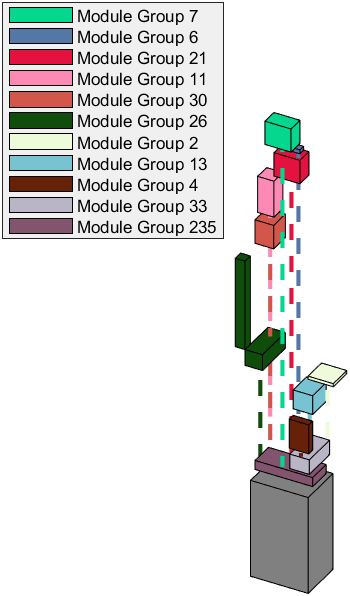 Module Group 7
Module Group 6
Module Group 21
Module Group 11
Module Group 30
Module Group 26
Module Group 2
Module Group 13
Module Group 4
Module Group 33
Module Group 235